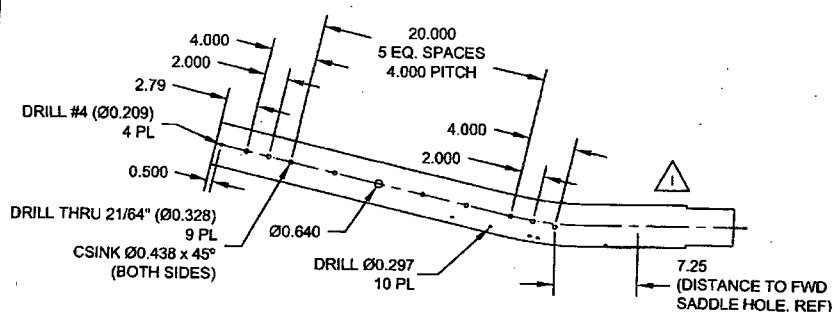 20.000
5 EQ. SPACES
4.000 PITCH
4.000
2.000
2.79
DRILL #4 (Ø0.209)
4 PL
0.500
DRILL THRU 21/64" (Ø0.328)
9 PL
CSINK Ø0.438 x 45°
(BOTH SIDES)
Ø0.640
DRILL Ø0.297
10 PL
4.000
2.000
1
7.25
(DISTANCE TO FWD
SADDLE HOLE, REF)